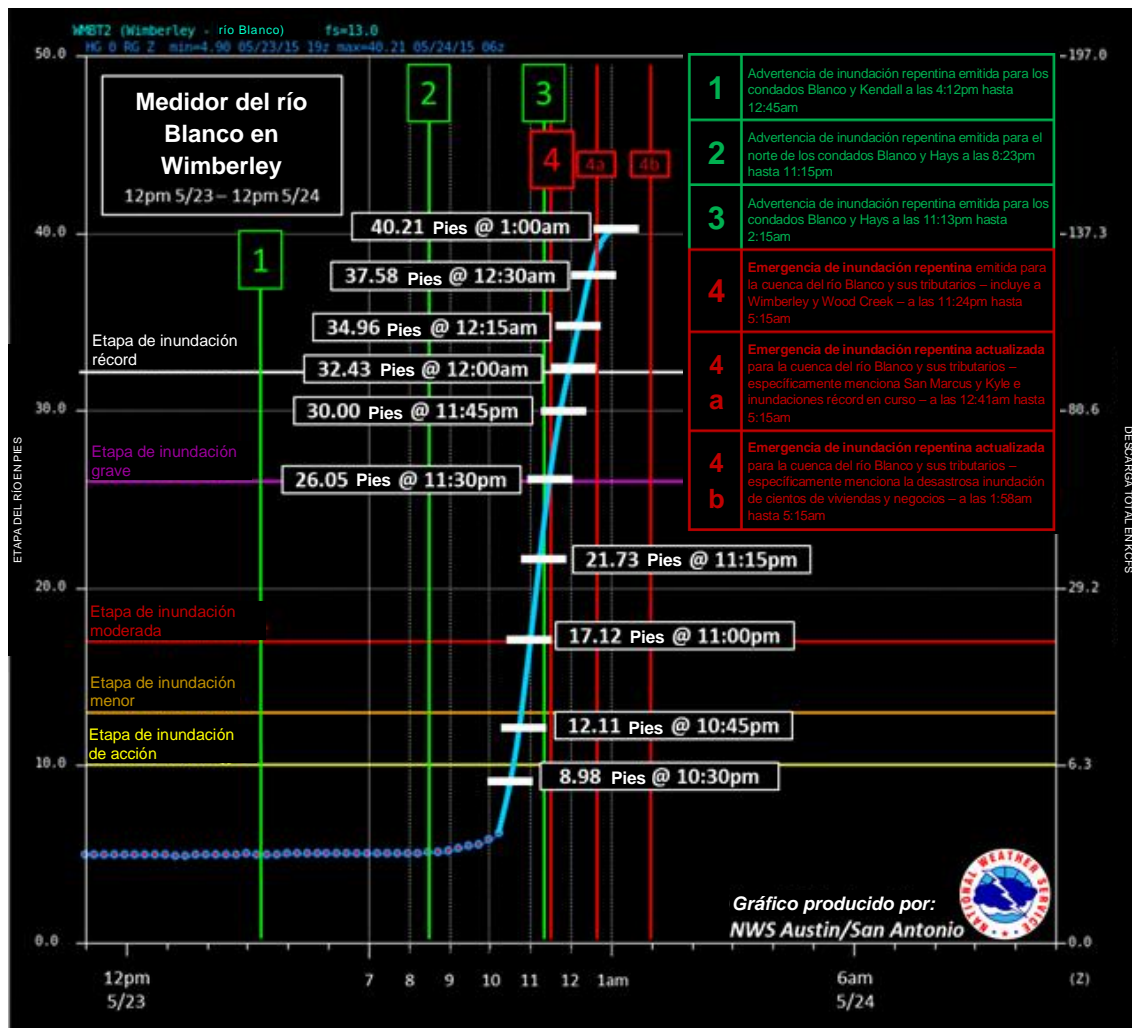 WMBT2 (Wimberley - río Blanco) fs=13.0
HG 0 RG Z min=4.90 05/23/15 19z max=40.21 05/24/15 06z
50.0
40.0
30.0
20.0
10.0
0.0
197.0
137.3
80.6
29.2
6.3
0.0
ETAPA DEL RÍO EN PIES
DESCARGA TOTAL EN KCFS
Medidor del río
Blanco en
Wimberley
12pm 5/23 – 12pm 5/24
1
2
3
4
4a
4b
1
Advertencia de inundación repentina emitida para los
condados Blanco y Kendall a las 4:12pm hasta
12:45am
2
Advertencia de inundación repentina emitida para el
norte de los condados Blanco y Hays a las 8:23pm
hasta 11:15pm
3
Advertencia de inundación repentina emitida para los
condados Blanco y Hays a las 11:13pm hasta
2:15am
4
Emergencia de inundación repentina emitida para
la cuenca del río Blanco y sus tributarios – incluye a
Wimberley y Wood Creek – a las 11:24pm hasta
5:15am
4
a
Emergencia de inundación repentina actualizada
para la cuenca del río Blanco y sus tributarios –
específicamente menciona San Marcus y Kyle e
inundaciones récord en curso – a las 12:41am hasta
5:15am
4
b
Emergencia de inundación repentina actualizada
para la cuenca del río Blanco y sus tributarios –
específicamente menciona la desastrosa inundación
de cientos de viviendas y negocios – a las 1:58am
hasta 5:15am
40.21 Pies @ 1:00am
37.58 Pies @ 12:30am
34.96 Pies @ 12:15am
32.43 Pies @ 12:00am
30.00 Pies @ 11:45pm
26.05 Pies @ 11:30pm
21.73 Pies @ 11:15pm
17.12 Pies @ 11:00pm
12.11 Pies @ 10:45pm
8.98 Pies @ 10:30pm
Etapa de inundación
récord
Etapa de inundación
grave
Etapa de inundación
moderada
Etapa de inundación
menor
Etapa de inundación
de acción
Gráfico producido por:
NWS Austin/San Antonio
NATIONAL WEATHER SERVICE
12pm
5/23
7
8
9
10
11
12
1am
6am
5/24
(Z)